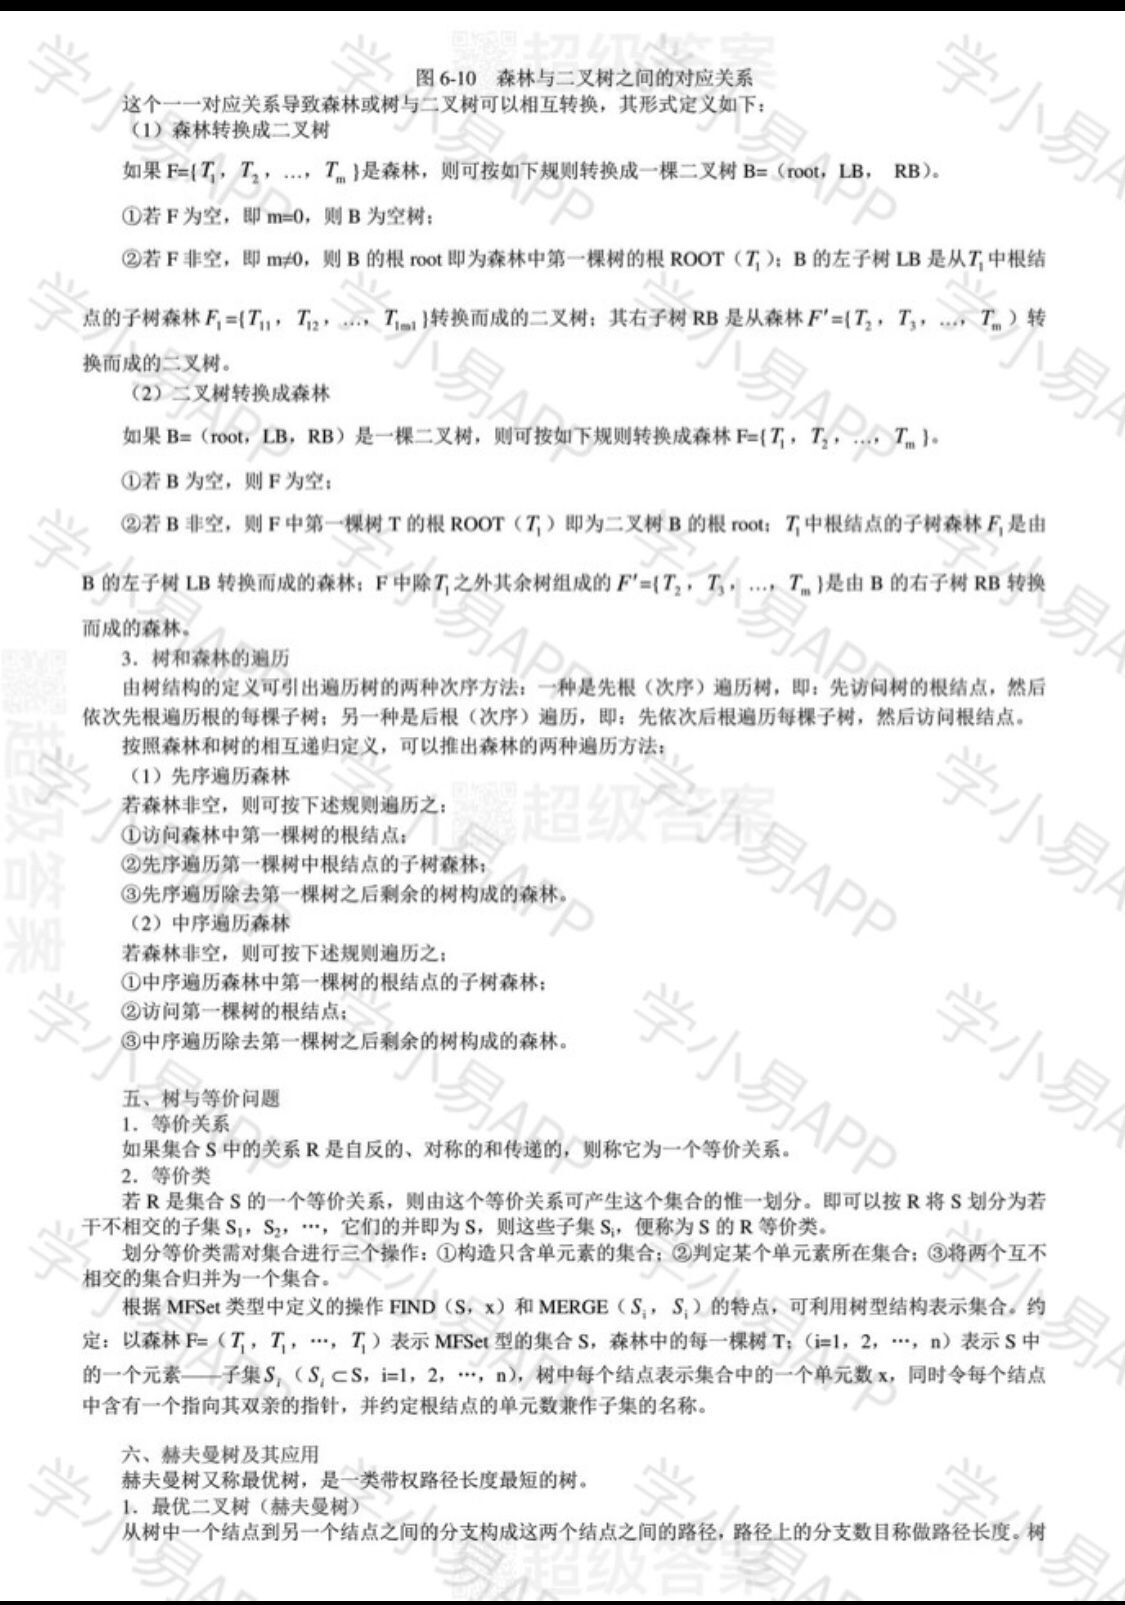 图 6-10 森林与二叉树之间的对应关系
这个一一对应关系导致森林或树与二叉树可以相互转换，其形式定义如下：
（1）森林转换成二叉树
如果 F={T₁，T₂，…，Tₘ}是森林，则可按如下规则转换成一棵二叉树 B=（root，LB， RB）。
①若 F 为空，即 m=0，则 B 为空树；
②若 F 非空，即 m≠0，则 B 的根 root 即为森林中第一棵树的根 ROOT（T₁）；B 的左子树 LB 是从T₁中根结
点的子树森林 F₁={T₁₁，T₁₂，…，T₁ₘ₁}转换而成的二叉树；其右子树 RB 是从森林 F′={T₂，T₃，…，Tₘ）转
换而成的二叉树。
（2）二叉树转换成森林
如果 B=（root，LB，RB）是一棵二叉树，则可按如下规则转换成森林 F={T₁，T₂，…，Tₘ}。
①若 B 为空，则 F 为空；
②若 B 非空，则 F 中第一棵树 T 的根 ROOT（T₁）即为二叉树 B 的根 root；T₁中根结点的子树森林 F₁是由
B 的左子树 LB 转换而成的森林；F 中除T₁之外其余树组成的 F′={T₂，T₃，…，Tₘ}是由 B 的右子树 RB 转换
而成的森林。
3．树和森林的遍历
由树结构的定义可引出遍历树的两种次序方法：一种是先根（次序）遍历树，即：先访问树的根结点，然后
依次先根遍历根的每棵子树；另一种是后根（次序）遍历，即：先依次后根遍历每棵子树，然后访问根结点。
按照森林和树的相互递归定义，可以推出森林的两种遍历方法：
（1）先序遍历森林
若森林非空，则可按下述规则遍历之：
①访问森林中第一棵树的根结点；
②先序遍历第一棵树中根结点的子树森林；
③先序遍历除去第一棵树之后剩余的树构成的森林。
（2）中序遍历森林
若森林非空，则可按下述规则遍历之；
①中序遍历森林中第一棵树的根结点的子树森林；
②访问第一棵树的根结点；
③中序遍历除去第一棵树之后剩余的树构成的森林。
五、树与等价问题
1．等价关系
如果集合 S 中的关系 R 是自反的、对称的和传递的，则称它为一个等价关系。
2．等价类
若 R 是集合 S 的一个等价关系，则由这个等价关系可产生这个集合的惟一划分。即可以按 R 将 S 划分为若
干不相交的子集 S₁，S₂，…，它们的并即为 S，则这些子集 Sᵢ，便称为 S 的 R 等价类。
划分等价类需对集合进行三个操作：①构造只含单元素的集合；②判定某个单元素所在集合；③将两个互不
相交的集合归并为一个集合。
根据 MFSet 类型中定义的操作 FIND（S，x）和 MERGE（Sᵢ，Sᵢ）的特点，可利用树型结构表示集合。约
定：以森林 F=（T₁，T₁，…，T₁）表示 MFSet 型的集合 S，森林中的每一棵树 T；（i=1，2，…，n）表示 S 中
的一个元素——子集Sᵢ（Sᵢ⊂S，i=1，2，…，n），树中每个结点表示集合中的一个单元数 x，同时令每个结点
中含有一个指向其双亲的指针，并约定根结点的单元数兼作子集的名称。
六、赫夫曼树及其应用
赫夫曼树又称最优树，是一类带权路径长度最短的树。
1．最优二叉树（赫夫曼树）
从树中一个结点到另一个结点之间的分支构成这两个结点之间的路径，路径上的分支数目称做路径长度。树